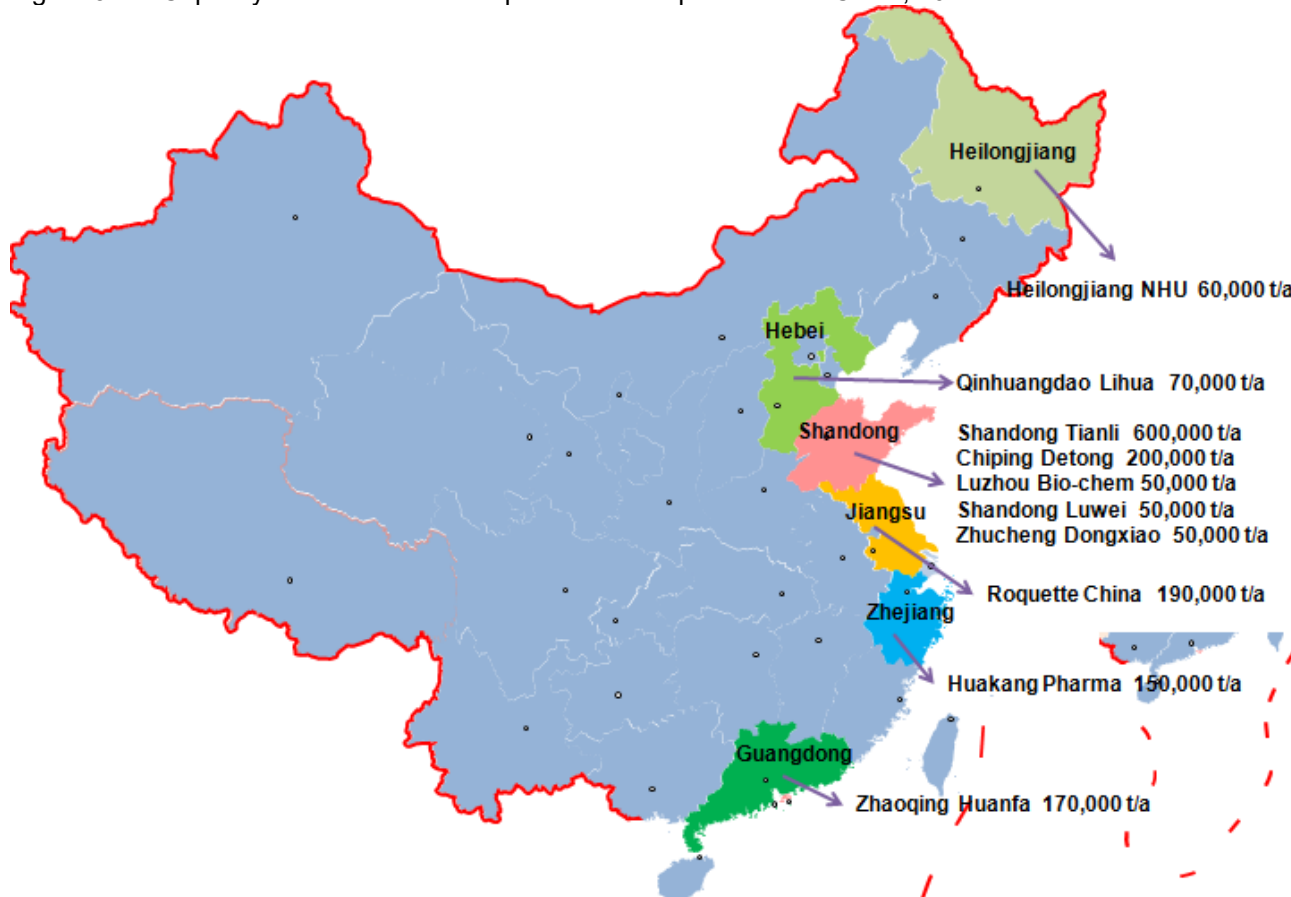 Heilongjiang
Heilongjiang NHU 60,000 t/a
Hebei
Qinhuangdao Lihua 70,000 t/a
Shandong
Shandong Tianli 600,000 t/a
Chiping Detong 200,000 t/a
Luzhou Bio-chem 50,000 t/a
Shandong Luwei 50,000 t/a
Zhucheng Dongxiao 50,000 t/a
Jiangsu
Roquette China 190,000 t/a
Zhejiang
Huakang Pharma 150,000 t/a
Guangdong
Zhaoqing Huanfa 170,000 t/a